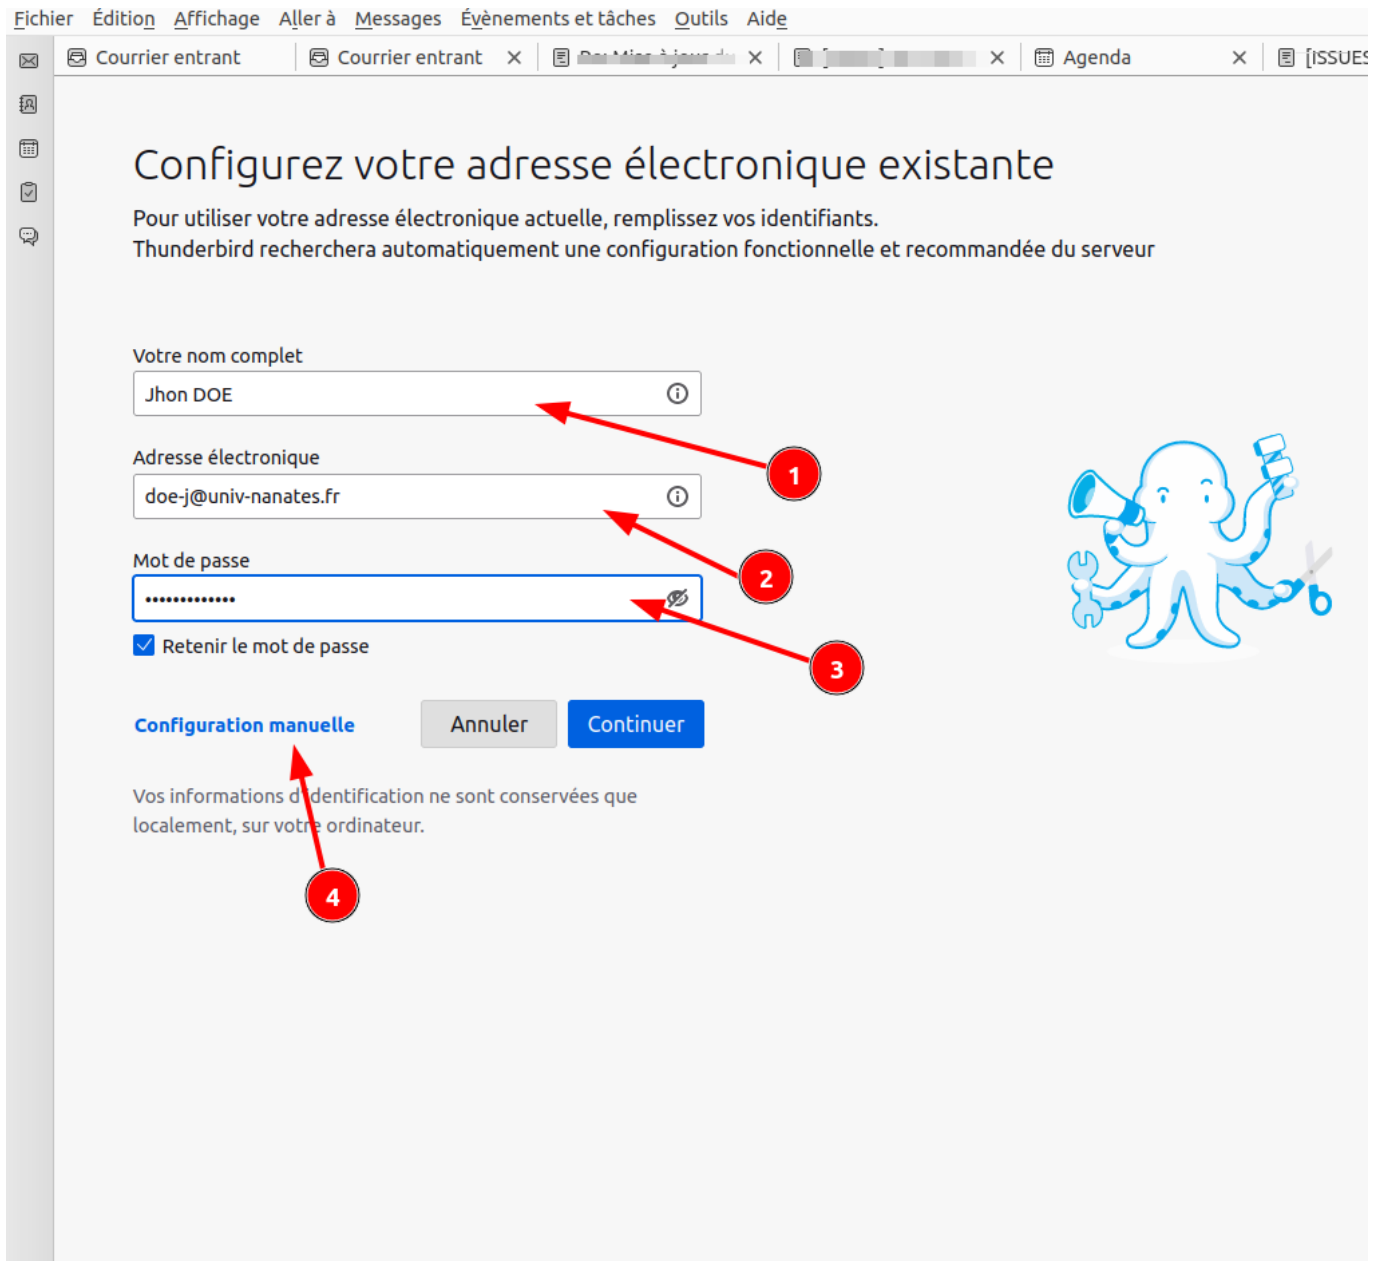 Fichier Édition Affichage Aller à Messages Évènements et tâches Outils Aide
Courrier entrant Courrier entrant Agenda [ISSUES
Configurez votre adresse électronique existante
Pour utiliser votre adresse électronique actuelle, remplissez vos identifiants.
Thunderbird recherchera automatiquement une configuration fonctionnelle et recommandée du serveur
Votre nom complet
Jhon DOE
1
Adresse électronique
doe-j@univ-nanates.fr
2
Mot de passe
•••••••••••••
Retenir le mot de passe
3
Configuration manuelle Annuler Continuer
Vos informations d'identification ne sont conservées que
localement, sur votre ordinateur.
4